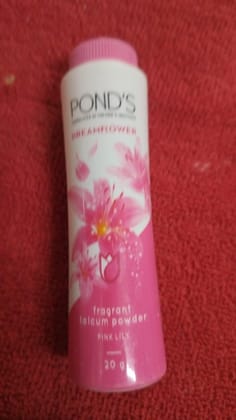 POND'S
DREAMFLOWER
fragrant
talcum powder
PINK LILY
20 g